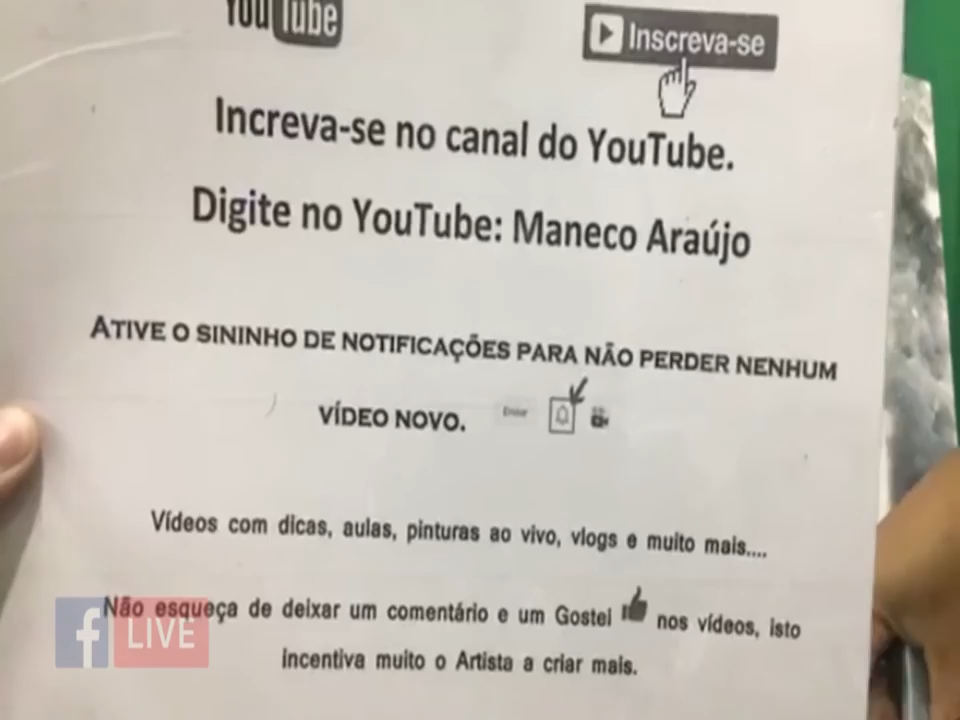 YouTube
Inscreva-se
Increva-se no canal do YouTube.
Digite no YouTube: Maneco Araújo
ATIVE O SININHO DE NOTIFICAÇÕES PARA NÃO PERDER NENHUM
VÍDEO NOVO.
Vídeos com dicas, aulas, pinturas ao vivo, vlogs e muito mais....
Não esqueça de deixar um comentário e um Gostei nos vídeos, isto
incentiva muito o Artista a criar mais.
f LIVE